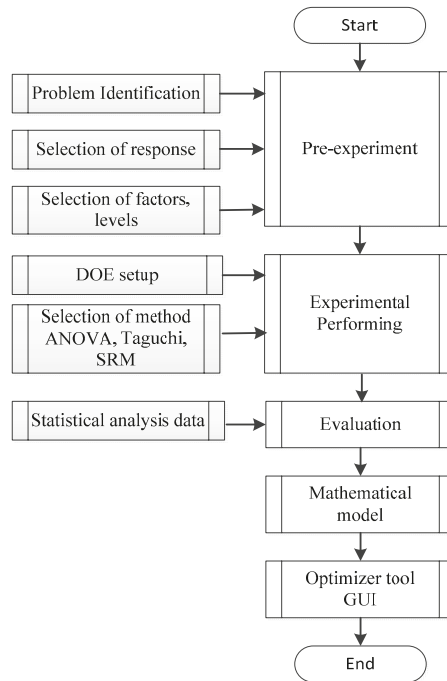 Start
Problem Identification
Selection of response
Pre-experiment
Selection of factors,
levels
DOE setup
Experimental
Performing
Selection of method
ANOVA, Taguchi,
SRM
Statistical analysis data
Evaluation
Mathematical
model
Optimizer tool
GUI
End